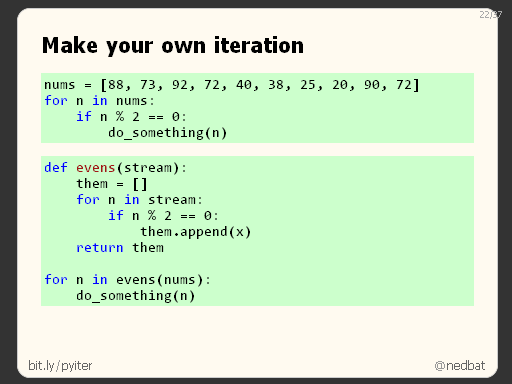 22/37
Make your own iteration
nums = [88, 73, 92, 72, 40, 38, 25, 20, 90, 72]
for n in nums:
    if n % 2 == 0:
        do_something(n)
def evens(stream):
    them = []
    for n in stream:
        if n % 2 == 0:
            them.append(x)
    return them
for n in evens(nums):
    do_something(n)
bit.ly/pyiter
@nedbat